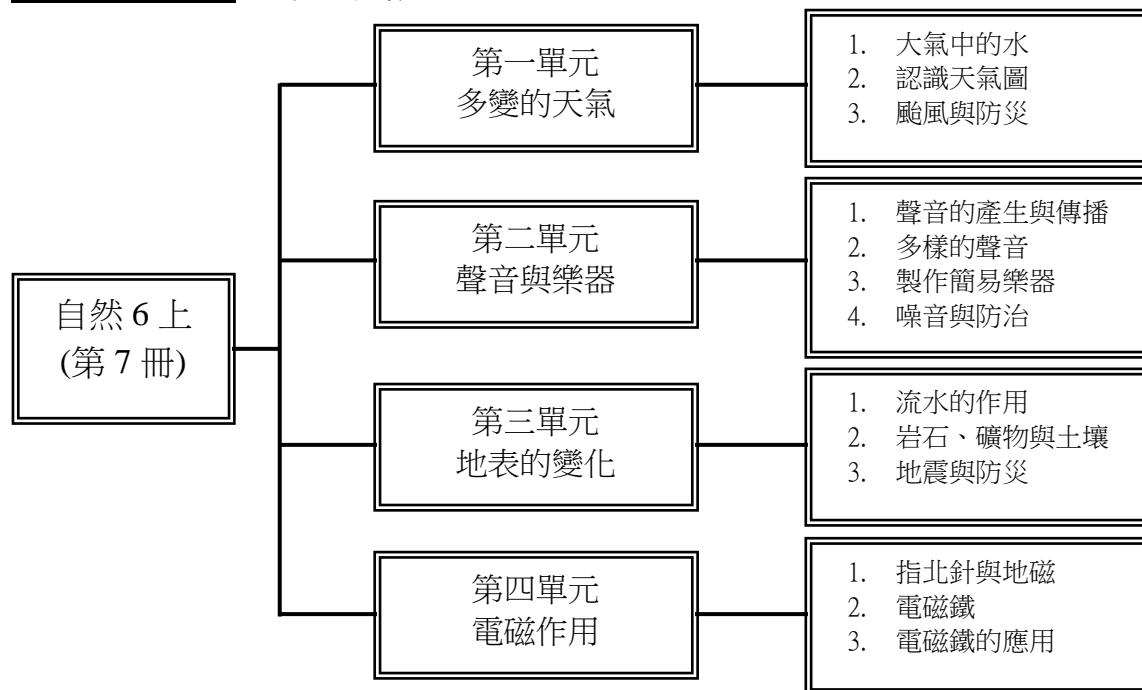 自然 6 上
(第 7 冊)
第一單元
多變的天氣
1. 大氣中的水
2. 認識天氣圖
3. 颱風與防災
第二單元
聲音與樂器
1. 聲音的產生與傳播
2. 多樣的聲音
3. 製作簡易樂器
4. 噪音與防治
第三單元
地表的變化
1. 流水的作用
2. 岩石、礦物與土壤
3. 地震與防災
第四單元
電磁作用
1. 指北針與地磁
2. 電磁鐵
3. 電磁鐵的應用